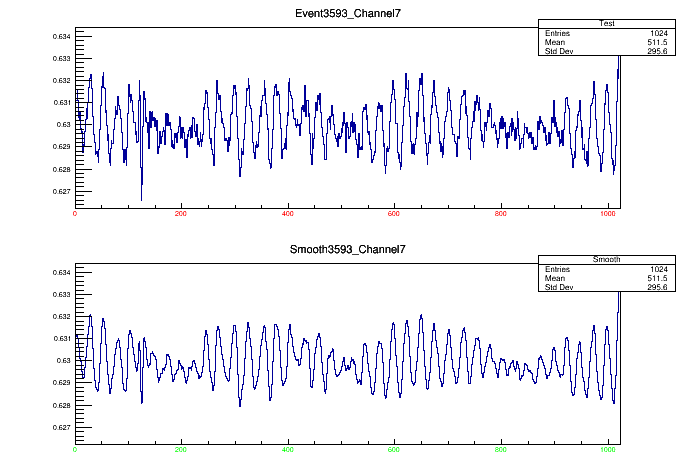 Event3593_Channel7
Test
Entries 1024
Mean 511.5
Std Dev 295.6
0.634
0.633
0.632
0.631
0.63
0.629
0.628
0.627
0 200 400 600 800 1000
Smooth3593_Channel7
Smooth
Entries 1024
Mean 511.5
Std Dev 295.6
0.634
0.633
0.632
0.631
0.63
0.629
0.628
0.627
0 200 400 600 800 1000